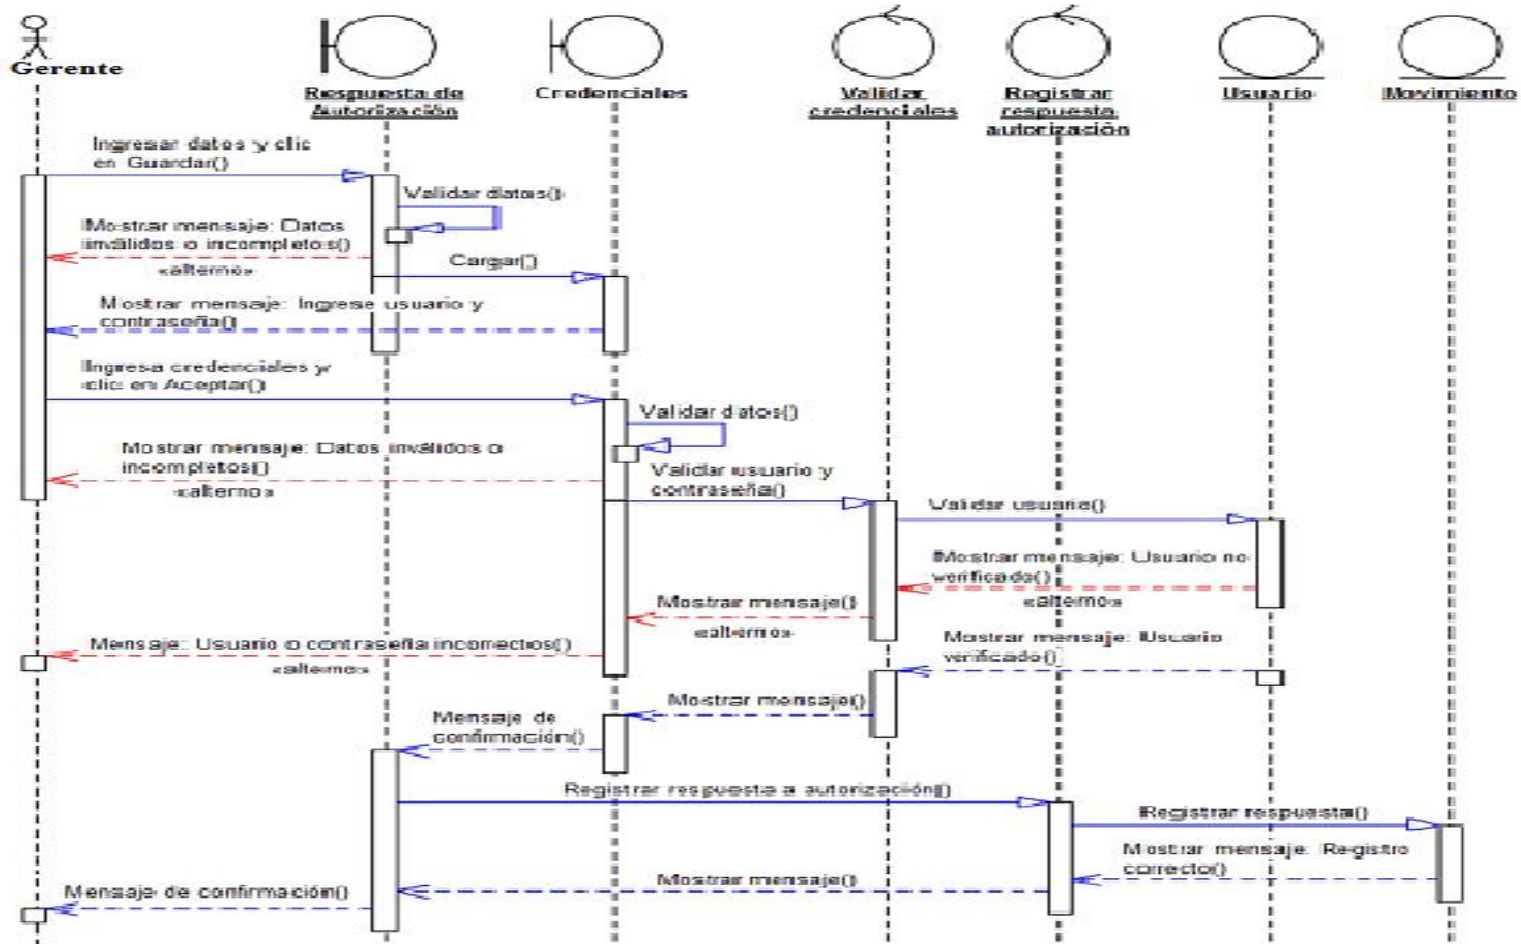 Gerente
Respuesta de
Autorización
Credenciales
Validar
credenciales
Registrar
respuesta
autorización
Usuario
Movimiento
Ingresar datos y clic
en Guardar()
Validar datos()
Mostrar mensaje: Datos
inválidos o incompletos()
«alterno»
Cargar()
Mostrar mensaje: Ingrese usuario y
contraseña()
Ingresa credenciales y
clic en Aceptar()
Validar datos()
Mostrar mensaje: Datos inválidos o
incompletos()
«alterno»
Validar usuario y
contraseña()
Validar usuario()
Mostrar mensaje: Usuario no
verificado()
«alterno»
Mostrar mensaje()
«alterno»
Mensaje: Usuario o contraseña incorrectos()
«alterno»
Mostrar mensaje: Usuario
verificado()
Mostrar mensaje()
Mensaje de
confirmación()
Registrar respuesta a autorización()
Registrar respuesta()
Mostrar mensaje: Registro
correcto()
Mostrar mensaje()
Mensaje de confirmación()